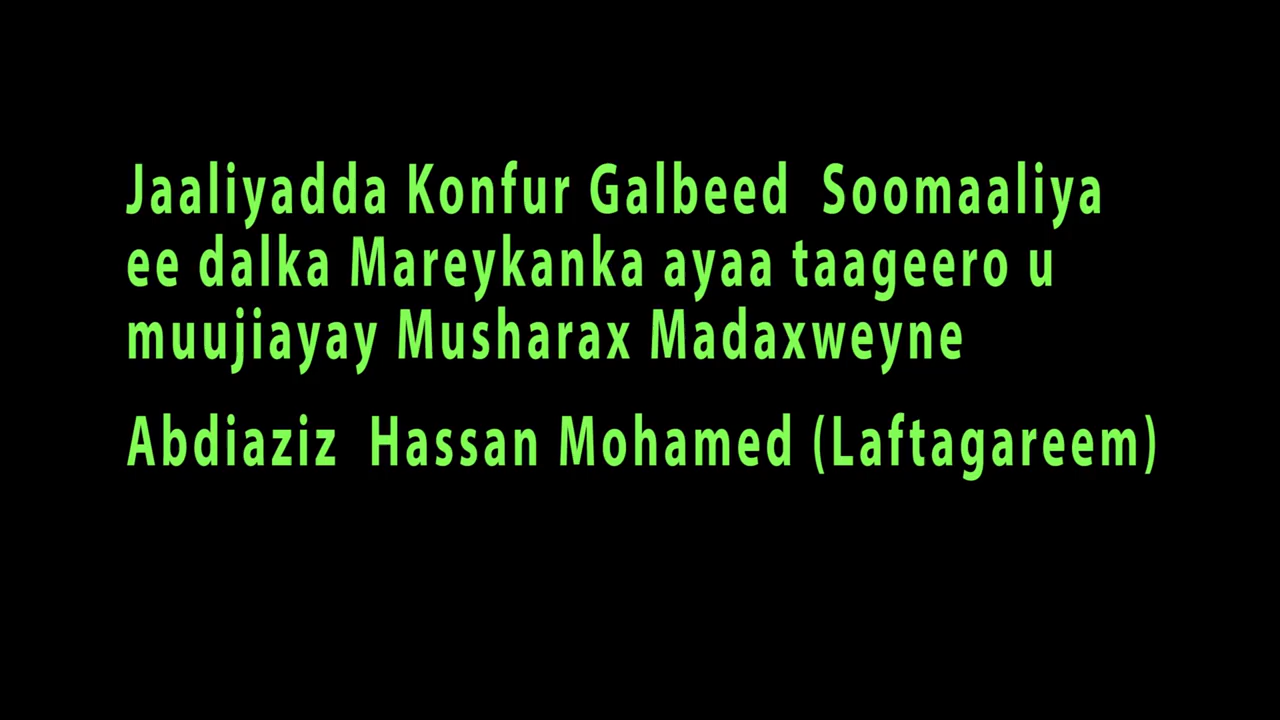 Jaaliyadda Konfur Galbeed Soomaaliya
ee dalka Mareykanka ayaa taageero u
muujiayay Musharax Madaxweyne
Abdiaziz Hassan Mohamed (Laftagareem)